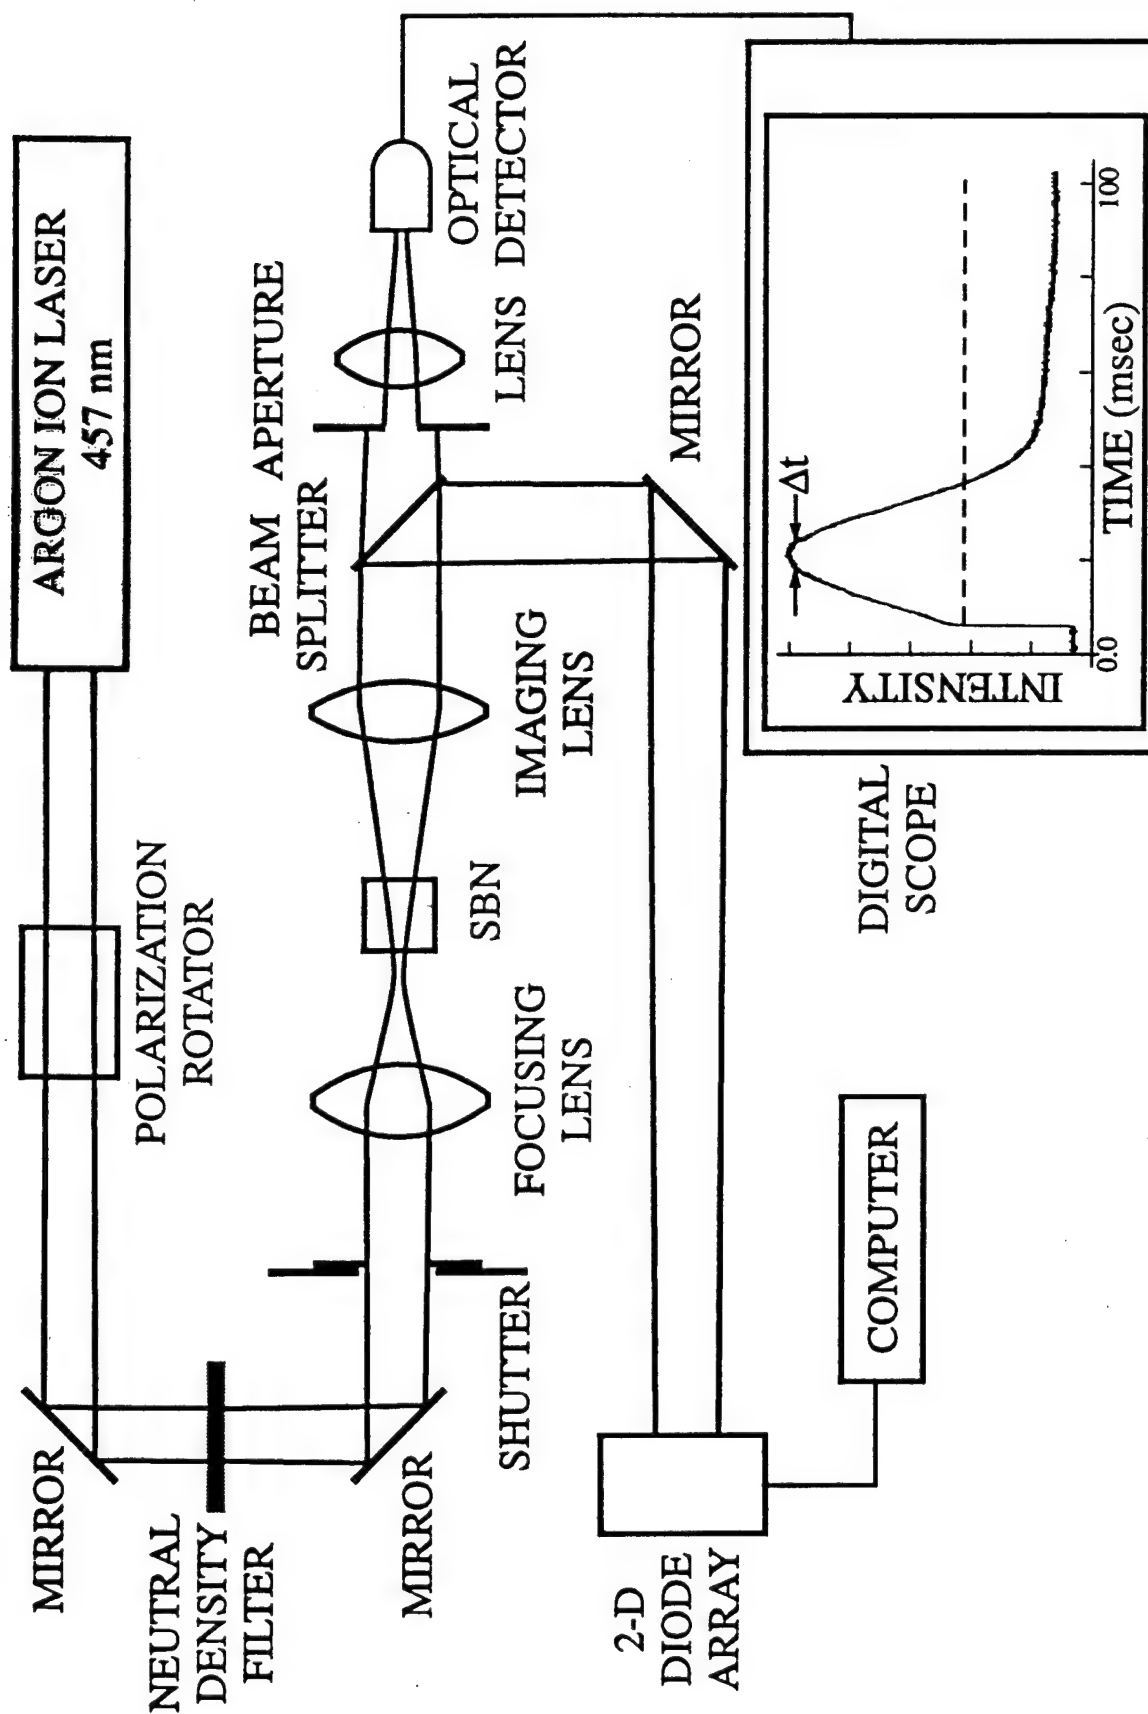 ARGON ION LASER
457 nm
POLARIZATION
ROTATOR
MIRROR
NEUTRAL
DENSITY
FILTER
MIRROR
SHUTTER
FOCUSING
LENS
SBN
IMAGING
LENS
BEAM
SPLITTER
APERTURE
LENS
OPTICAL
DETECTOR
MIRROR
2-D
DIODE
ARRAY
COMPUTER
DIGITAL
SCOPE
INTENSITY
Δt
0.0
100
TIME (msec)